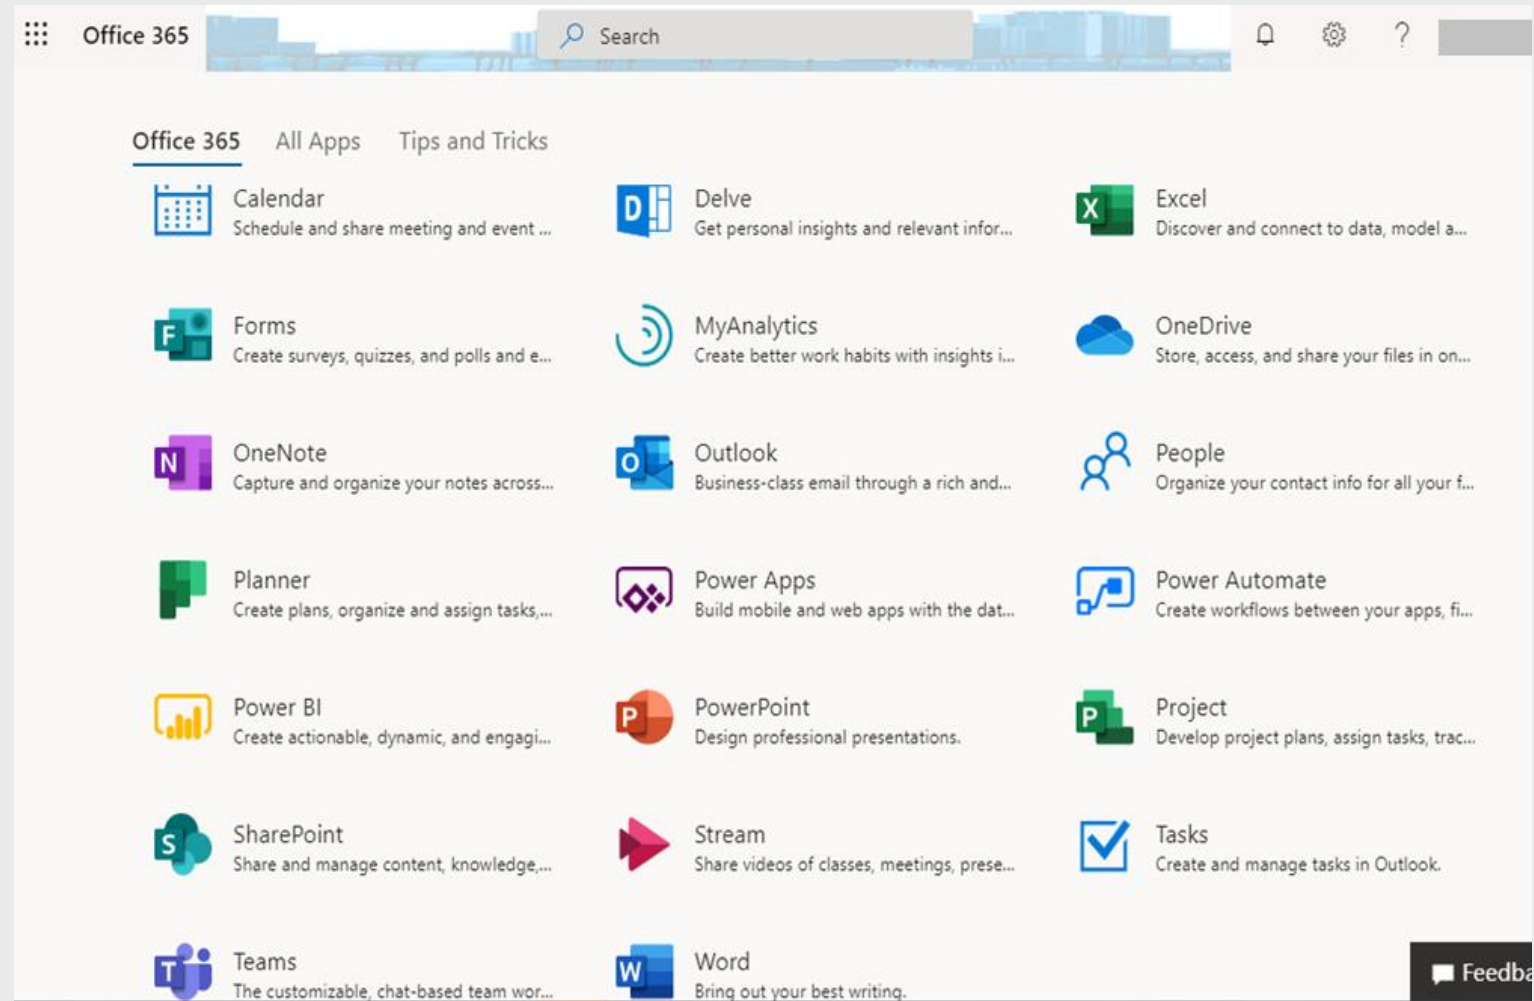 Office 365
Search
Office 365 All Apps Tips and Tricks
Calendar
Schedule and share meeting and event ...
Delve
Get personal insights and relevant infor...
Excel
Discover and connect to data, model a...
Forms
Create surveys, quizzes, and polls and e...
MyAnalytics
Create better work habits with insights i...
OneDrive
Store, access, and share your files in on...
OneNote
Capture and organize your notes across...
Outlook
Business-class email through a rich and...
People
Organize your contact info for all your f...
Planner
Create plans, organize and assign tasks,...
Power Apps
Build mobile and web apps with the dat...
Power Automate
Create workflows between your apps, fi...
Power BI
Create actionable, dynamic, and engagi...
PowerPoint
Design professional presentations.
Project
Develop project plans, assign tasks, trac...
SharePoint
Share and manage content, knowledge,...
Stream
Share videos of classes, meetings, prese...
Tasks
Create and manage tasks in Outlook.
Teams
The customizable, chat-based team wor...
Word
Bring out your best writing.
Feedba